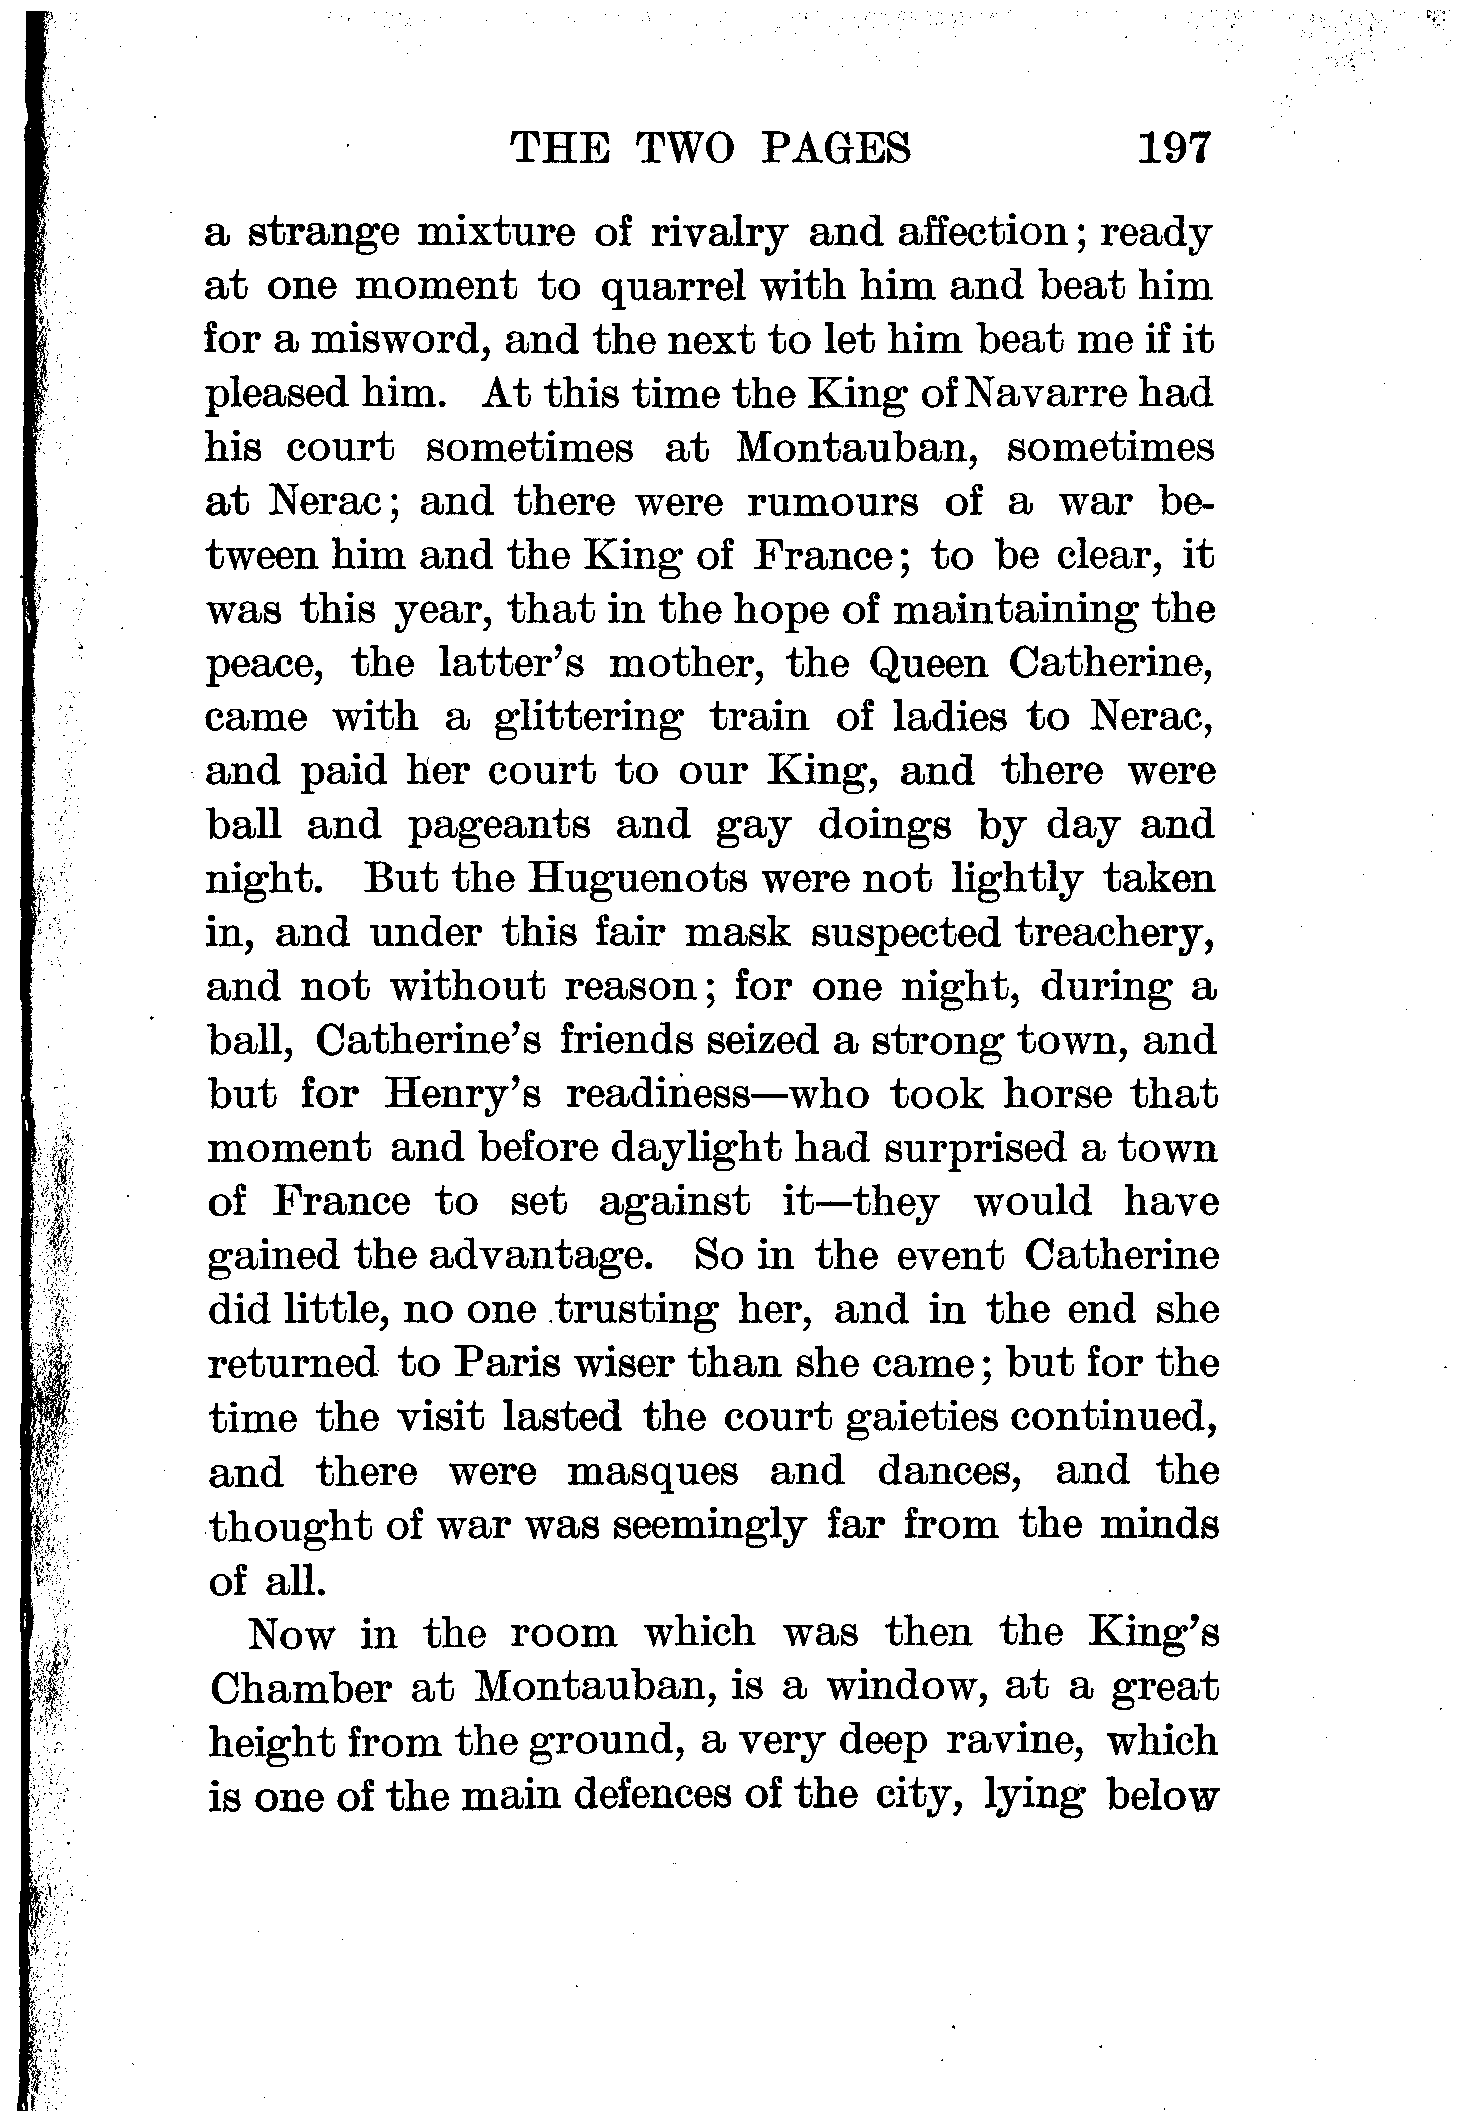 THE TWO PAGES 197
a strange mixture of rivalry and affection; ready
at one moment to quarrel with him and beat him
for a misword, and the next to let him beat me if it
pleased him. At this time the King of Navarre had
his court sometimes at Montauban, sometimes
at Nerac; and there were rumours of a war be-
tween him and the King of France; to be clear, it
was this year, that in the hope of maintaining the
peace, the latter's mother, the Queen Catherine,
came with a glittering train of ladies to Nerac,
and paid her court to our King, and there were
ball and pageants and gay doings by day and
night. But the Huguenots were not lightly taken
in, and under this fair mask suspected treachery,
and not without reason; for one night, during a
ball, Catherine's friends seized a strong town, and
but for Henry's readiness—who took horse that
moment and before daylight had surprised a town
of France to set against it—they would have
gained the advantage. So in the event Catherine
did little, no one trusting her, and in the end she
returned to Paris wiser than she came; but for the
time the visit lasted the court gaieties continued,
and there were masques and dances, and the
thought of war was seemingly far from the minds
of all.
Now in the room which was then the King's
Chamber at Montauban, is a window, at a great
height from the ground, a very deep ravine, which
is one of the main defences of the city, lying below